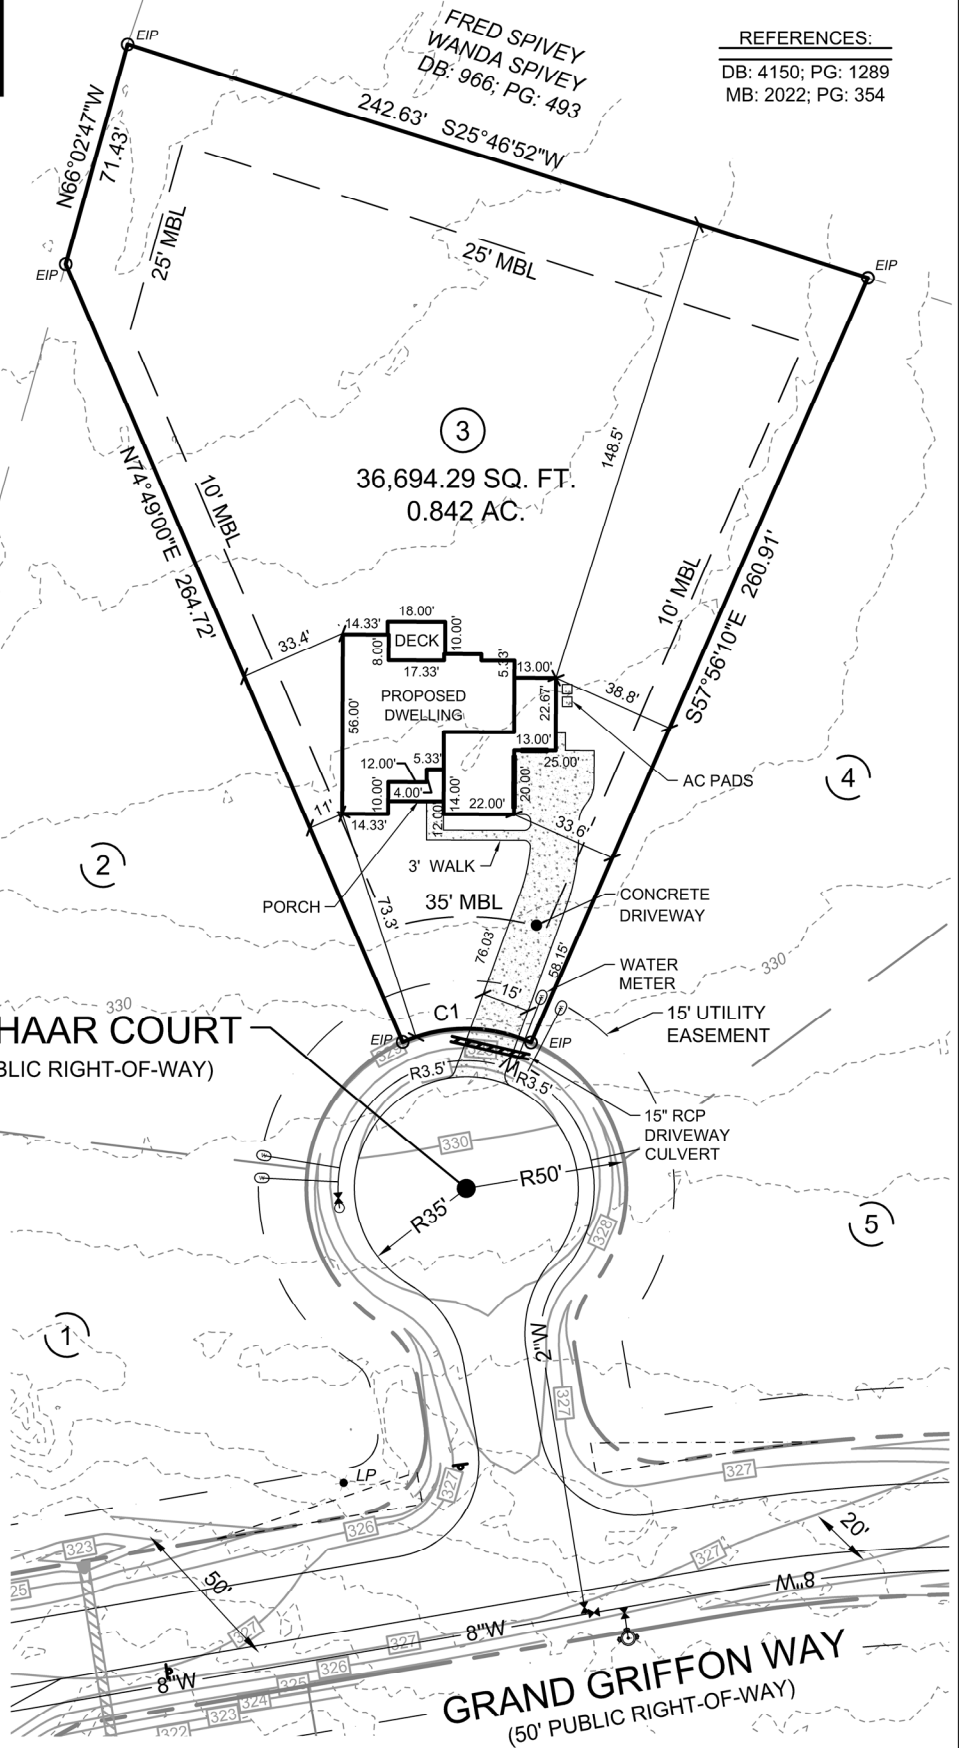 EIP
FRED SPIVEY
WANDA SPIVEY
DB: 966; PG: 493
REFERENCES:
DB: 4150; PG: 1289
MB: 2022; PG: 354
N66°02'47"W
71.43'
242.63' S25°46'52"W
25' MBL
25' MBL
EIP
EIP
3
36,694.29 SQ. FT.
0.842 AC.
148.5'
N74°49'00"E 264.72'
10' MBL
10' MBL
S57°56'10"E 260.91'
33.4'
14.33'
18.00'
DECK
8.00'
10.00'
17.33'
5.33'
13.00'
PROPOSED
DWELLING
56.00'
22.67'
38.8'
13.00'
25.00'
AC PADS
4
12.00'
5.33'
4.00'
10.00'
14.00'
22.00'
20.00'
11'
14.33'
12.00'
33.6'
2
3' WALK
PORCH
73.3'
35' MBL
CONCRETE
DRIVEWAY
76.03'
58.15'
WATER
METER
330
330
15'
C1
15' UTILITY
EASEMENT
HAAR COURT
BLIC RIGHT-OF-WAY)
EIP
EIP
R3.5'
R3.5'
15" RCP
DRIVEWAY
CULVERT
330
R50'
R35'
328
5
1
2"W
327
LP
327
327
326
323
25
50'
20'
327
327
327
8"W
8"W
8"W
326
325
324
323
322
GRAND GRIFFON WAY
(50' PUBLIC RIGHT-OF-WAY)